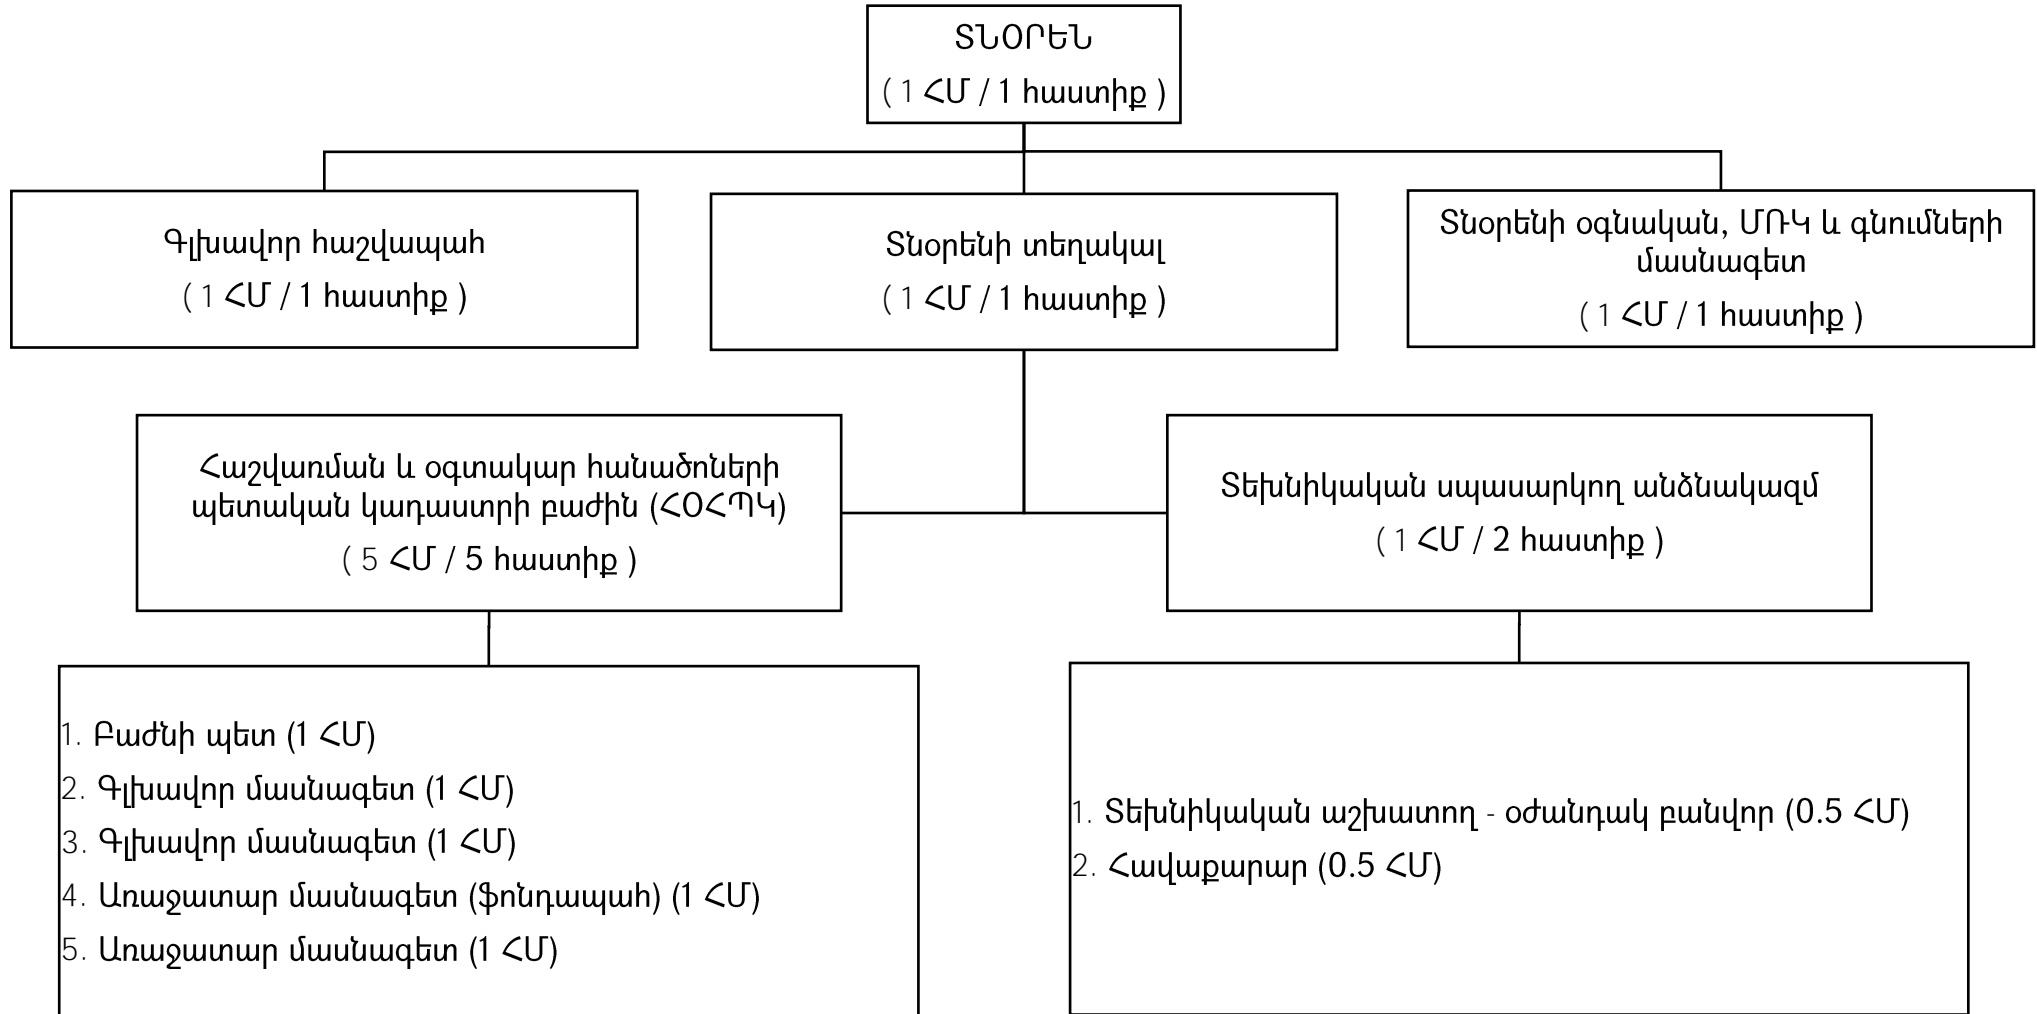 ՏՆՕՐԵՆ
( 1 ՀՄ / 1 հաստիք )
Գլխավոր հաշվապահ
( 1 ՀՄ / 1 հաստիք )
Տնօրենի տեղակալ
( 1 ՀՄ / 1 հաստիք )
Տնօրենի օգնական, ՄՌԿ և գնումների
մասնագետ
( 1 ՀՄ / 1 հաստիք )
Հաշվառման և օգտակար հանածոների
պետական կադաստրի բաժին (ՀՕՀՊԿ)
( 5 ՀՄ / 5 հաստիք )
Տեխնիկական սպասարկող անձնակազմ
( 1 ՀՄ / 2 հաստիք )
1. Բաժնի պետ (1 ՀՄ)
2. Գլխավոր մասնագետ (1 ՀՄ)
3. Գլխավոր մասնագետ (1 ՀՄ)
4. Առաջատար մասնագետ (ֆոնդապահ) (1 ՀՄ)
5. Առաջատար մասնագետ (1 ՀՄ)
1. Տեխնիկական աշխատող - օժանդակ բանվոր (0.5 ՀՄ)
2. Հավաքարար (0.5 ՀՄ)